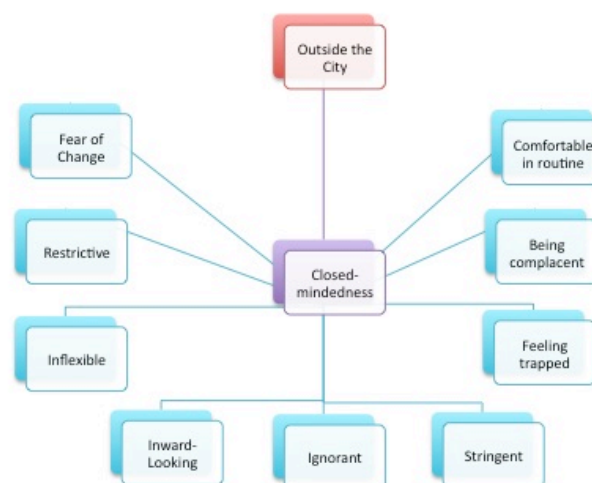 Outside the
City
Fear of
Change
Comfortable
in routine
Restrictive
Closed-
mindedness
Being
complacent
Inflexible
Feeling
trapped
Inward-
Looking
Ignorant
Stringent